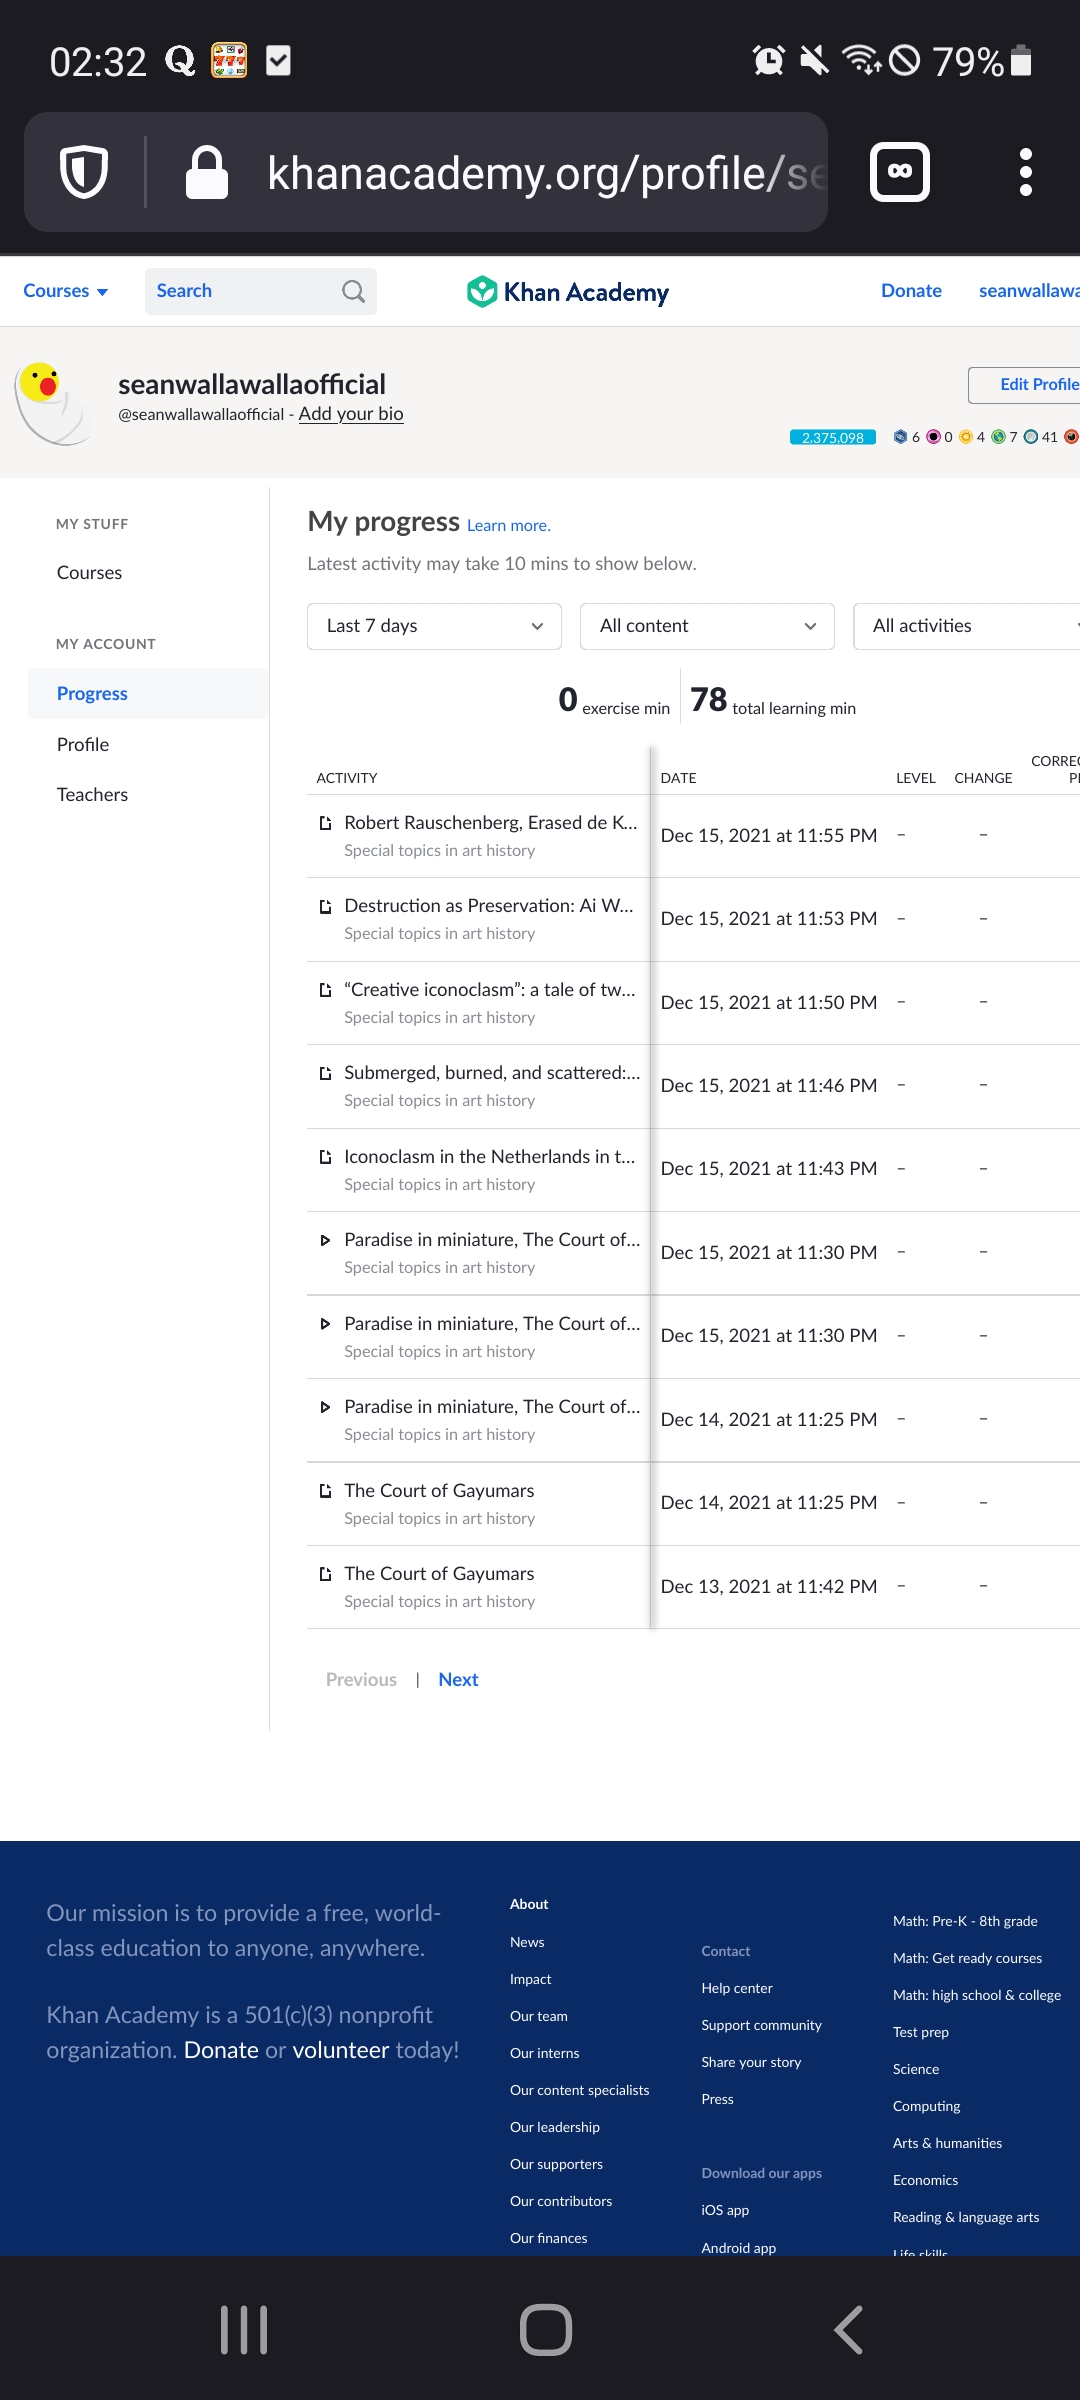 02:32
79%
khanacademy.org/profile/se
Courses
Search
Khan Academy
Donate
seanwallawa
seanwallawallaofficial
@seanwallawallaofficial - Add your bio
Edit Profile
2,375,098
6 0 4 7 41
MY STUFF
Courses
MY ACCOUNT
Progress
Profile
Teachers
My progress Learn more.
Latest activity may take 10 mins to show below.
Last 7 days
All content
All activities
0 exercise min
78 total learning min
ACTIVITY
DATE
LEVEL
CHANGE
CORREC
P
Robert Rauschenberg, Erased de K...
Special topics in art history
Dec 15, 2021 at 11:55 PM – –
Destruction as Preservation: Ai W...
Special topics in art history
Dec 15, 2021 at 11:53 PM – –
“Creative iconoclasm”: a tale of tw...
Special topics in art history
Dec 15, 2021 at 11:50 PM – –
Submerged, burned, and scattered:...
Special topics in art history
Dec 15, 2021 at 11:46 PM – –
Iconoclasm in the Netherlands in t...
Special topics in art history
Dec 15, 2021 at 11:43 PM – –
Paradise in miniature, The Court of...
Special topics in art history
Dec 15, 2021 at 11:30 PM – –
Paradise in miniature, The Court of...
Special topics in art history
Dec 15, 2021 at 11:30 PM – –
Paradise in miniature, The Court of...
Special topics in art history
Dec 14, 2021 at 11:25 PM – –
The Court of Gayumars
Special topics in art history
Dec 14, 2021 at 11:25 PM – –
The Court of Gayumars
Special topics in art history
Dec 13, 2021 at 11:42 PM – –
Previous | Next
Our mission is to provide a free, world-
class education to anyone, anywhere.
Khan Academy is a 501(c)(3) nonprofit
organization. Donate or volunteer today!
About
News
Impact
Our team
Our interns
Our content specialists
Our leadership
Our supporters
Our contributors
Our finances
Contact
Help center
Support community
Share your story
Press
Download our apps
iOS app
Android app
Math: Pre-K - 8th grade
Math: Get ready courses
Math: high school & college
Test prep
Science
Computing
Arts & humanities
Economics
Reading & language arts
Life skills